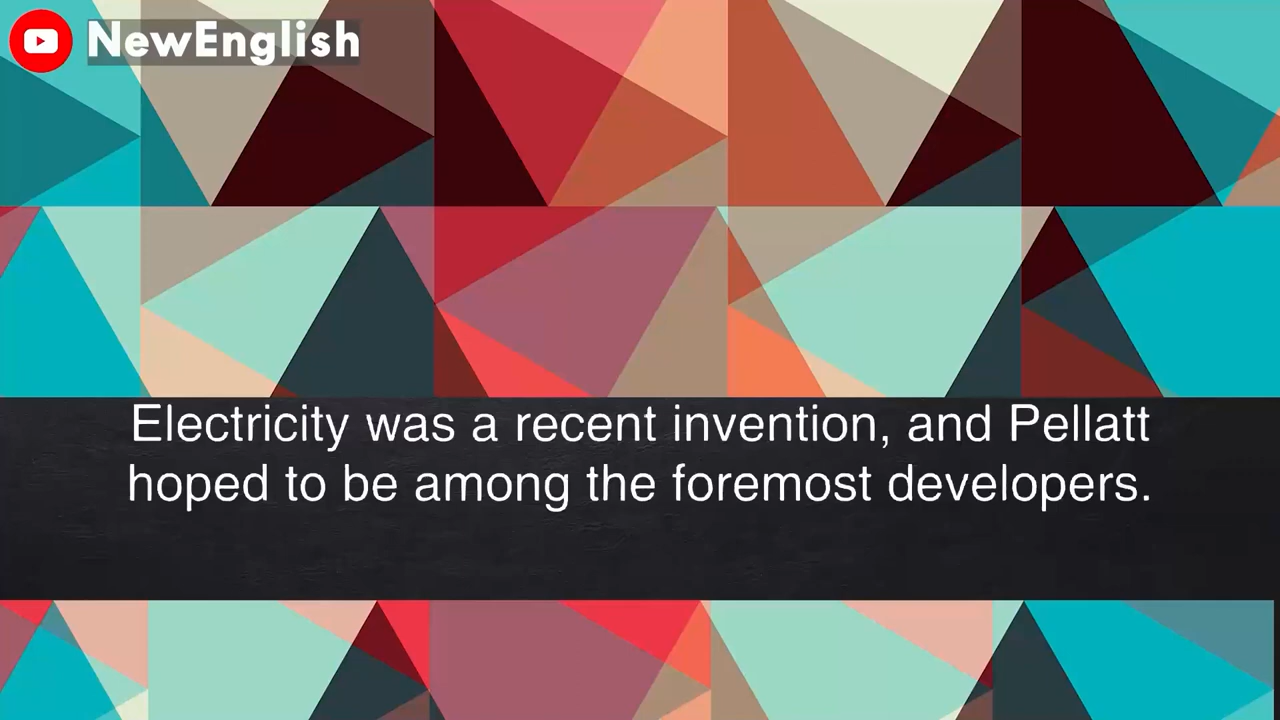 NewEnglish
Electricity was a recent invention, and Pellatt
hoped to be among the foremost developers.